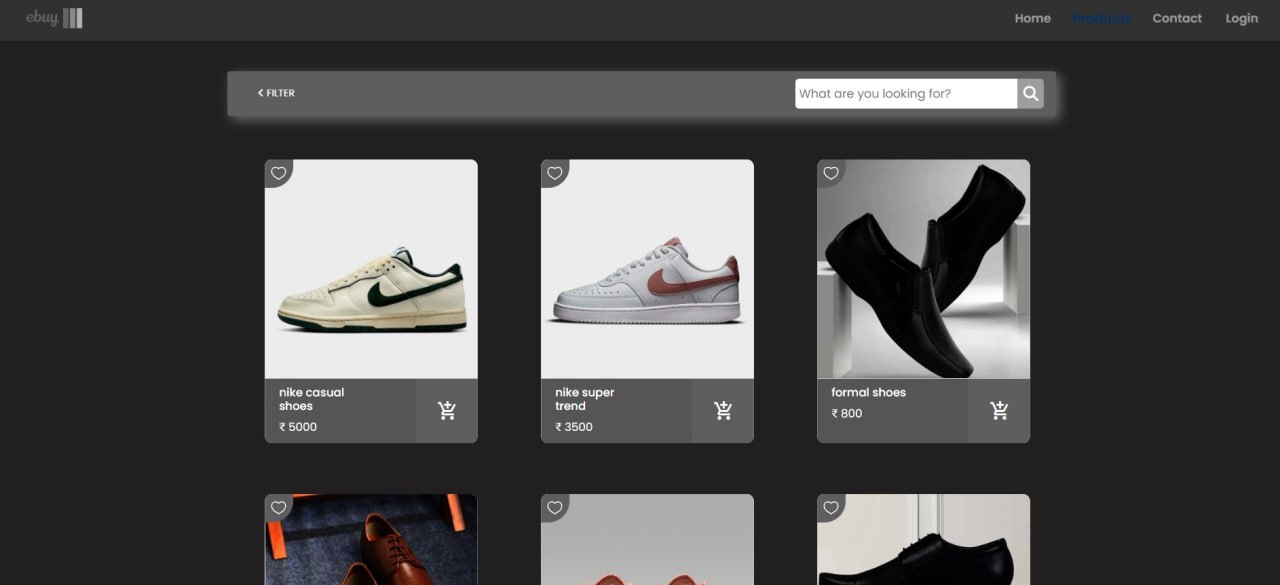 ebuy.
Home Products Contact Login
FILTER
What are you looking for?
nike casual
shoes
₹ 5000
nike super
trend
₹ 3500
formal shoes
₹ 800